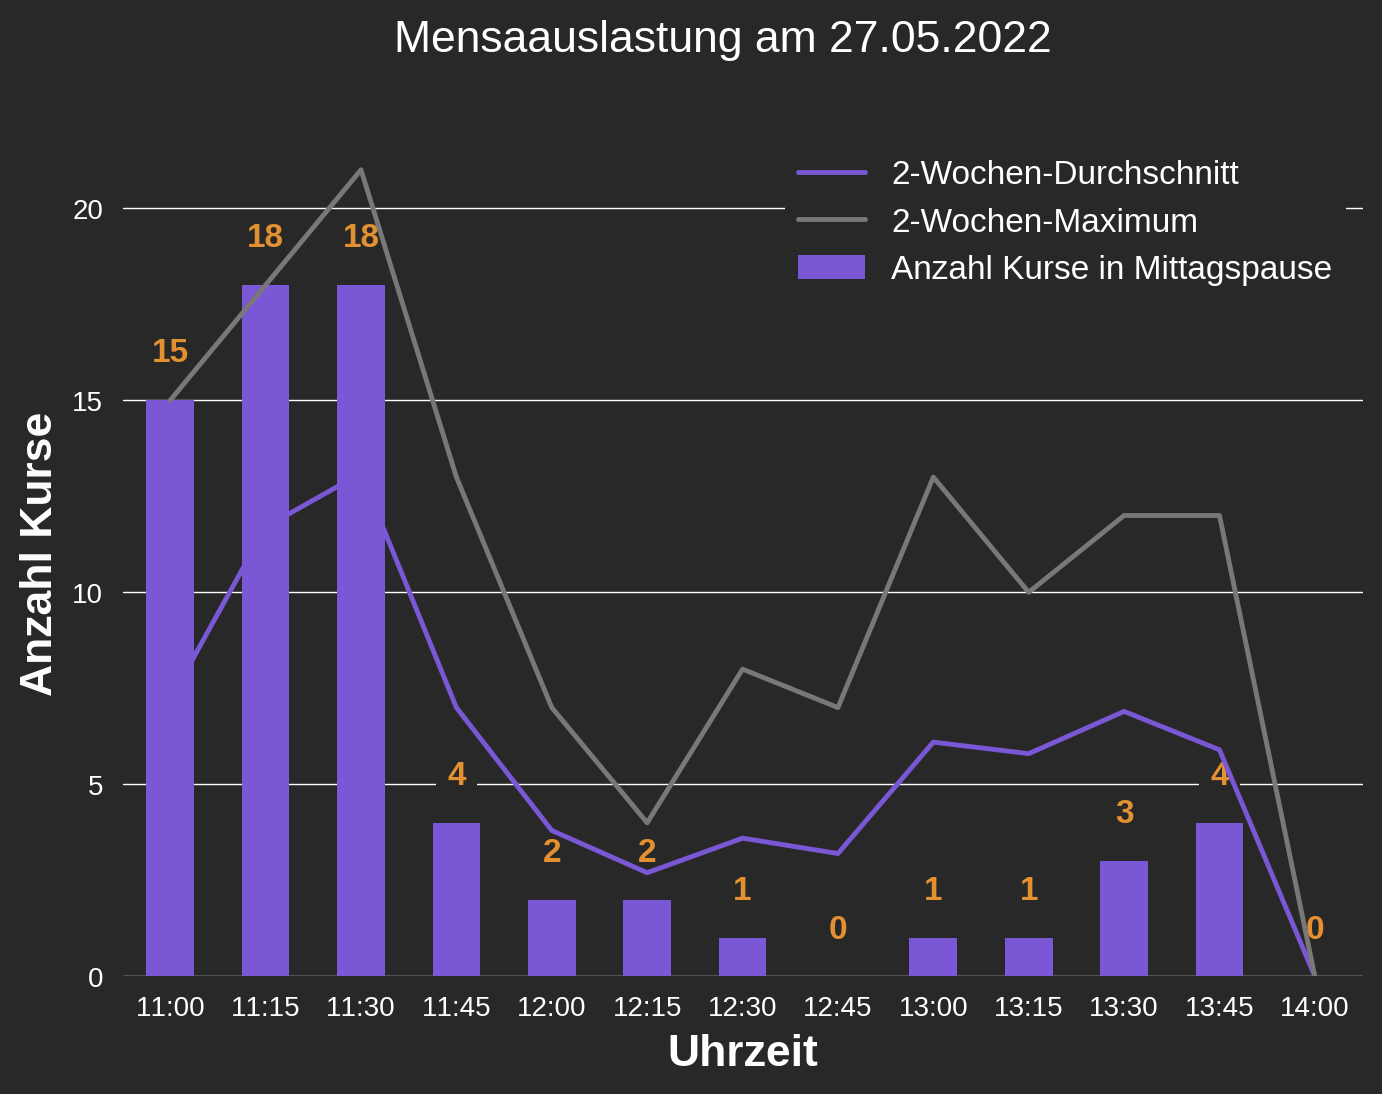 Mensaauslastung am 27.05.2022
2-Wochen-Durchschnitt
2-Wochen-Maximum
Anzahl Kurse in Mittagspause
Anzahl Kurse
20
15
10
5
0
15
18
18
4
2
2
1
0
1
1
3
4
0
11:00 11:15 11:30 11:45 12:00 12:15 12:30 12:45 13:00 13:15 13:30 13:45 14:00
Uhrzeit